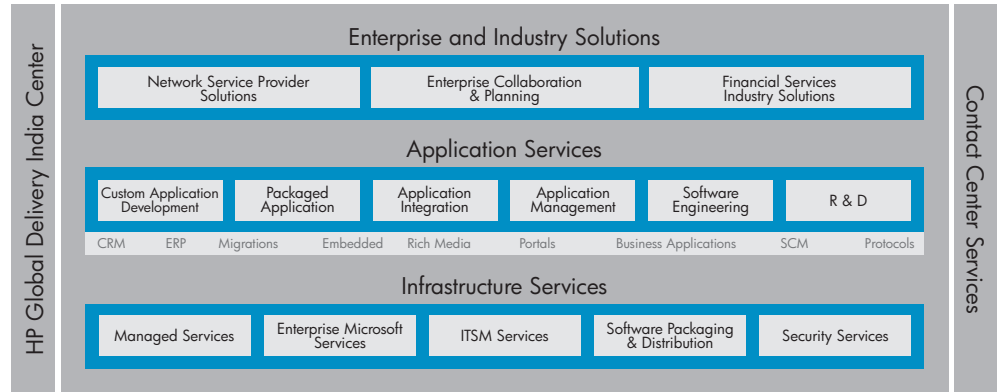 HP Global Delivery India Center
Enterprise and Industry Solutions
Network Service Provider
Solutions
Enterprise Collaboration
& Planning
Financial Services
Industry Solutions
Application Services
Custom Application
Development
Packaged
Application
Application
Integration
Application
Management
Software
Engineering
R & D
CRM ERP Migrations Embedded Rich Media Portals Business Applications SCM Protocols
Infrastructure Services
Managed Services
Enterprise Microsoft
Services
ITSM Services
Software Packaging
& Distribution
Security Services
Contact Center Services